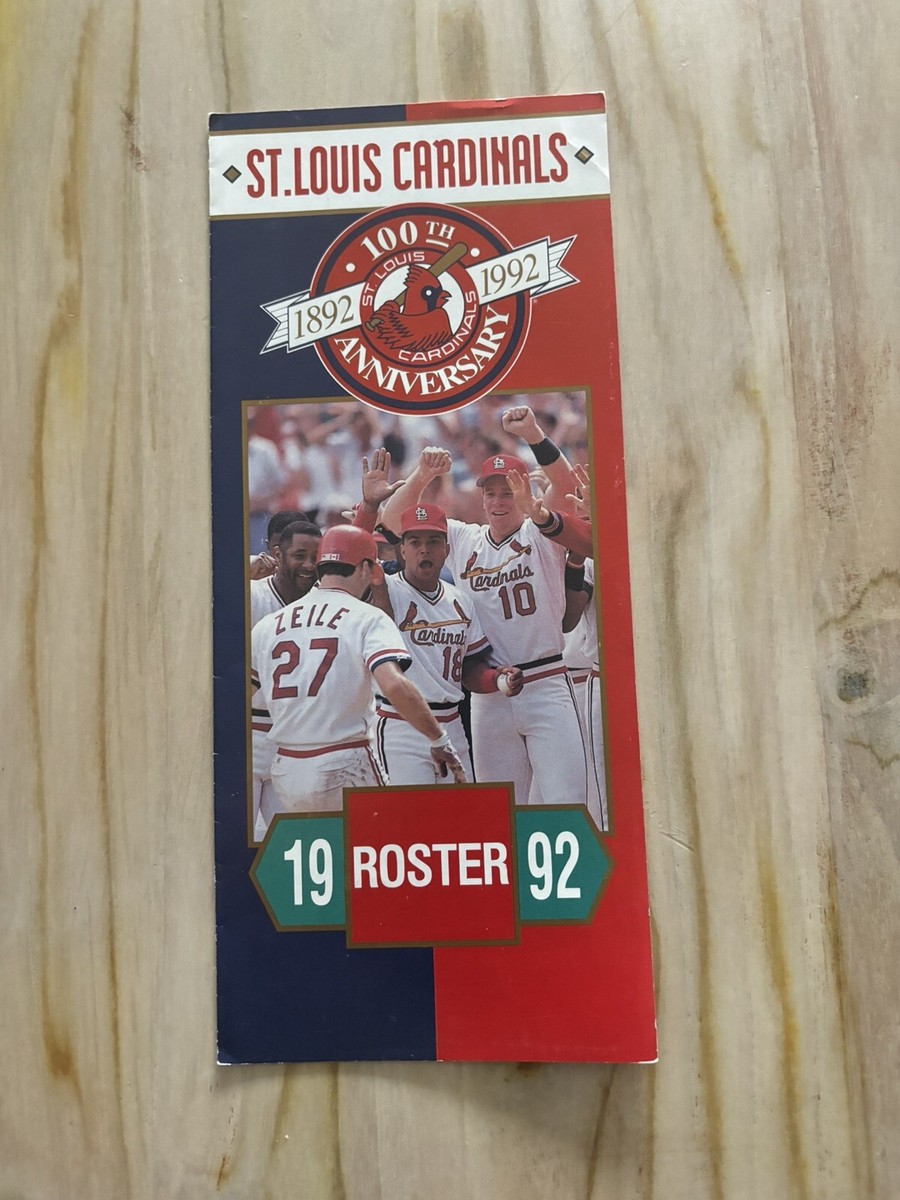 ST.LOUIS CARDINALS
100TH
1892
ST. LOUIS
1992
CARDINALS
ANNIVERSARY
ZEILE
27
Cardinals
18
Cardinals
10
19 ROSTER 92